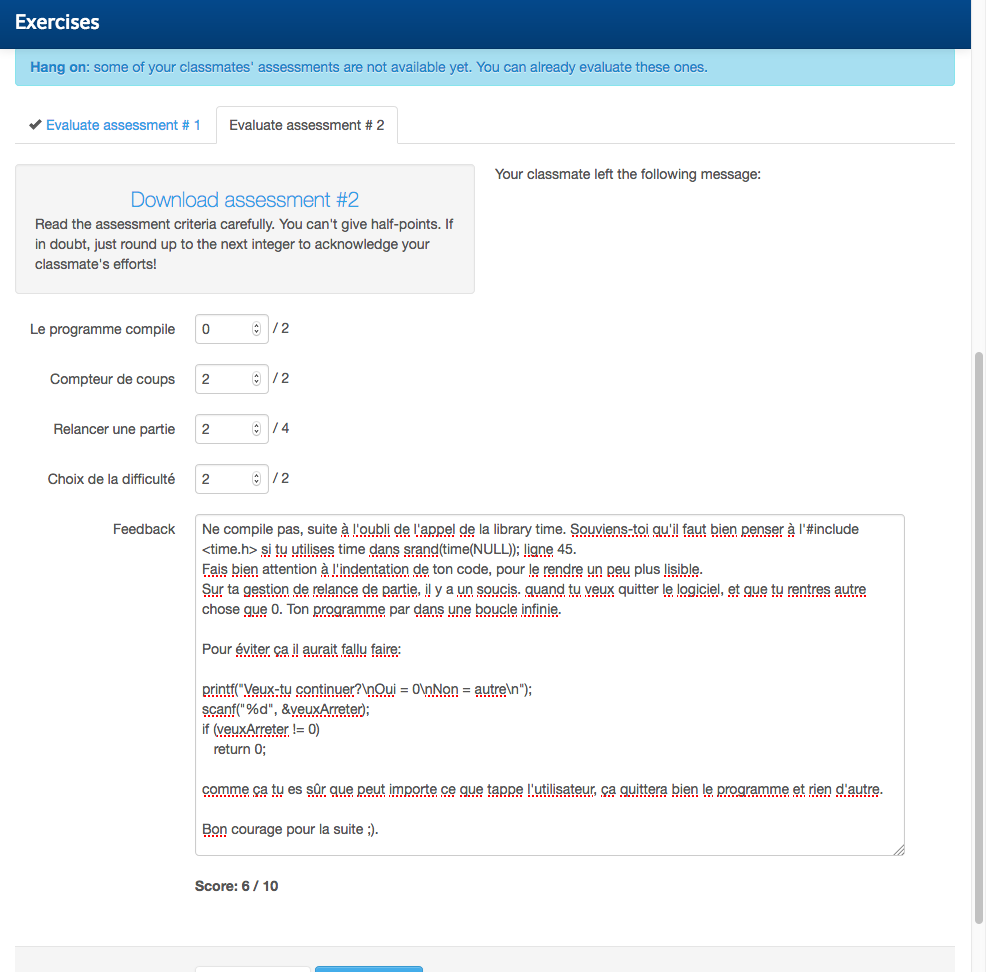 Exercises
Hang on: some of your classmates' assessments are not available yet. You can already evaluate these ones.
Evaluate assessment # 1
Evaluate assessment # 2
Download assessment #2
Read the assessment criteria carefully. You can't give half-points. If
in doubt, just round up to the next integer to acknowledge your
classmate's efforts!
Your classmate left the following message:
Le programme compile 0 / 2
Compteur de coups 2 / 2
Relancer une partie 2 / 4
Choix de la difficulté 2 / 2
Feedback
Ne compile pas, suite à l'oubli de l'appel de la library time. Souviens-toi qu'il faut bien penser à l'#include
<time.h> si tu utilises time dans srand(time(NULL)); ligne 45.
Fais bien attention à l'indentation de ton code, pour le rendre un peu plus lisible.
Sur ta gestion de relance de partie, il y a un soucis. quand tu veux quitter le logiciel, et que tu rentres autre
chose que 0. Ton programme par dans une boucle infinie.
Pour éviter ça il aurait fallu faire:
printf("Veux-tu continuer?\nOui = 0\nNon = autre\n");
scanf("%d", &veuxArreter);
if (veuxArreter != 0)
return 0;
comme ça tu es sûr que peut importe ce que tappe l'utilisateur, ça quittera bien le programme et rien d'autre.
Bon courage pour la suite ;).
Score: 6 / 10